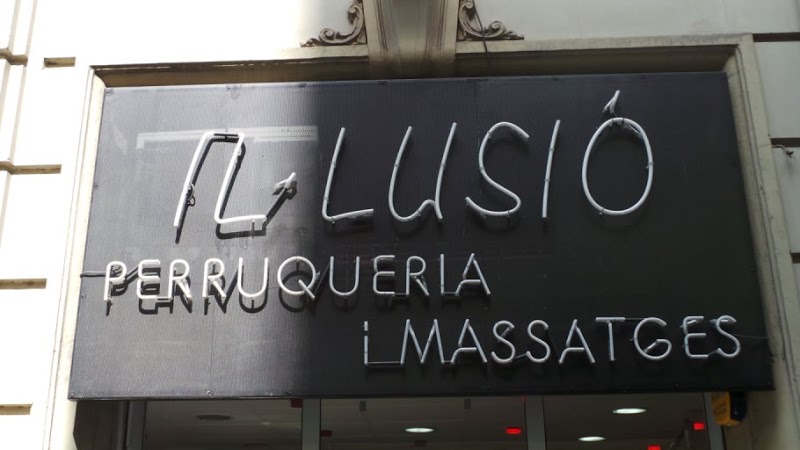 IL·LUSIÓ
PERRUQUERIA
i MASSATGES